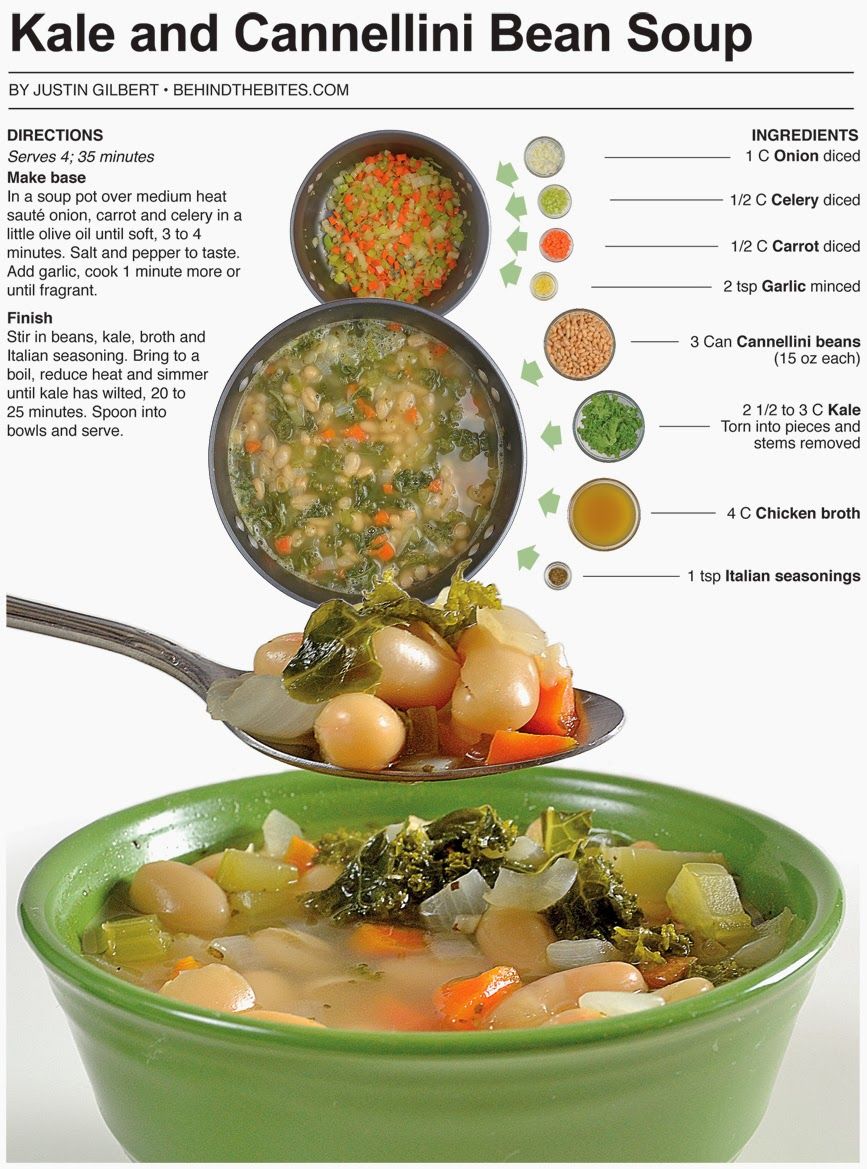 Kale and Cannellini Bean Soup
BY JUSTIN GILBERT • BEHINDTHEBITES.COM
DIRECTIONS
Serves 4; 35 minutes
Make base
In a soup pot over medium heat
sauté onion, carrot and celery in a
little olive oil until soft, 3 to 4
minutes. Salt and pepper to taste.
Add garlic, cook 1 minute more or
until fragrant.
Finish
Stir in beans, kale, broth and
Italian seasoning. Bring to a
boil, reduce heat and simmer
until kale has wilted, 20 to
25 minutes. Spoon into
bowls and serve.
INGREDIENTS
1 C Onion diced
1/2 C Celery diced
1/2 C Carrot diced
2 tsp Garlic minced
3 Can Cannellini beans
(15 oz each)
2 1/2 to 3 C Kale
Torn into pieces and
stems removed
4 C Chicken broth
1 tsp Italian seasonings